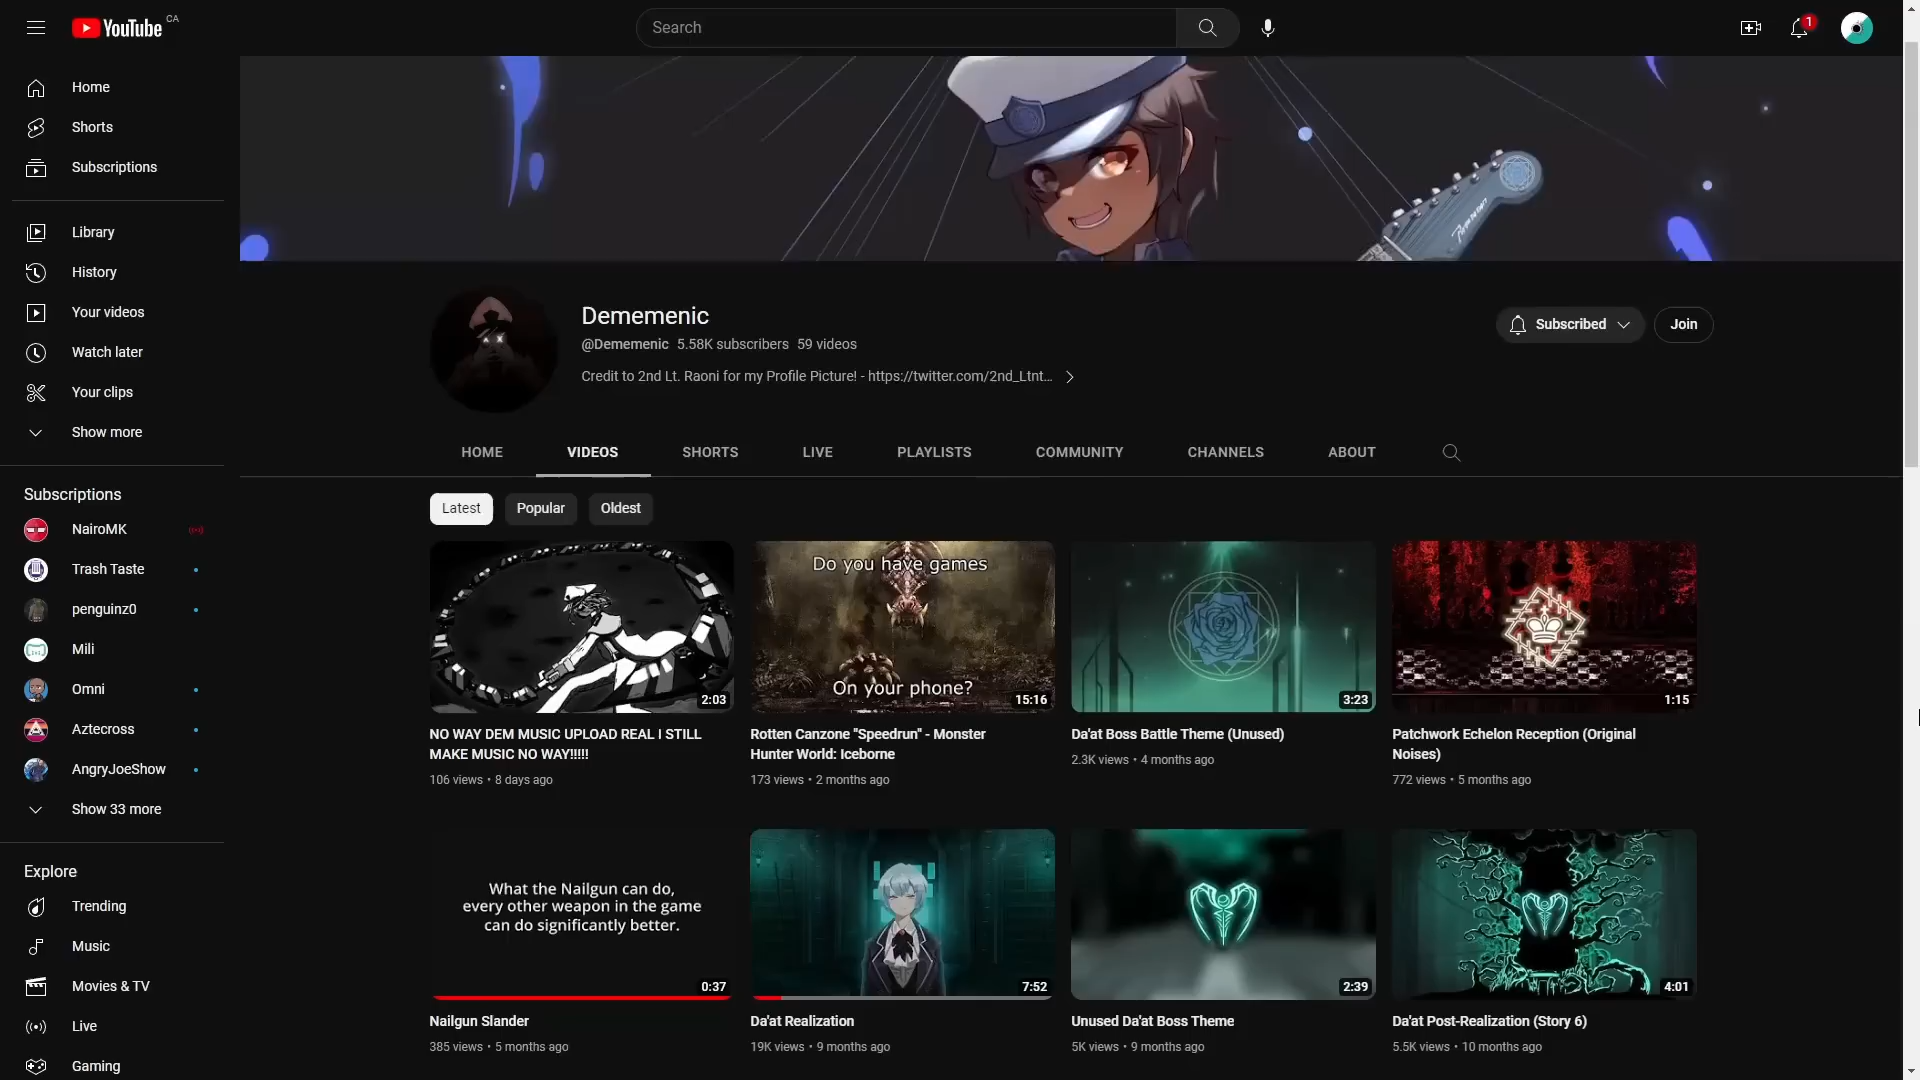 YouTube CA
Search
1
Home
Shorts
Subscriptions
Library
History
Your videos
Watch later
Your clips
Show more
Subscriptions
NairoMK
Trash Taste
penguinz0
Mili
Omni
Aztecross
AngryJoeShow
Show 33 more
Explore
Trending
Music
Movies & TV
Live
Gaming
Dememenic
@Dememenic 5.58K subscribers 59 videos
Credit to 2nd Lt. Raoni for my Profile Picture! - https://twitter.com/2nd_Ltnt...
Subscribed
Join
HOME VIDEOS SHORTS LIVE PLAYLISTS COMMUNITY CHANNELS ABOUT
Latest Popular Oldest
2:03
NO WAY DEM MUSIC UPLOAD REAL I STILL
MAKE MUSIC NO WAY!!!!!
106 views • 8 days ago
Do you have games
On your phone?
15:16
Rotten Canzone "Speedrun" - Monster
Hunter World: Iceborne
173 views • 2 months ago
3:23
Da'at Boss Battle Theme (Unused)
2.3K views • 4 months ago
1:15
Patchwork Echelon Reception (Original
Noises)
772 views • 5 months ago
What the Nailgun can do,
every other weapon in the game
can do significantly better.
0:37
Nailgun Slander
385 views • 5 months ago
7:52
Da'at Realization
19K views • 9 months ago
2:39
Unused Da'at Boss Theme
5K views • 9 months ago
4:01
Da'at Post-Realization (Story 6)
5.5K views • 10 months ago